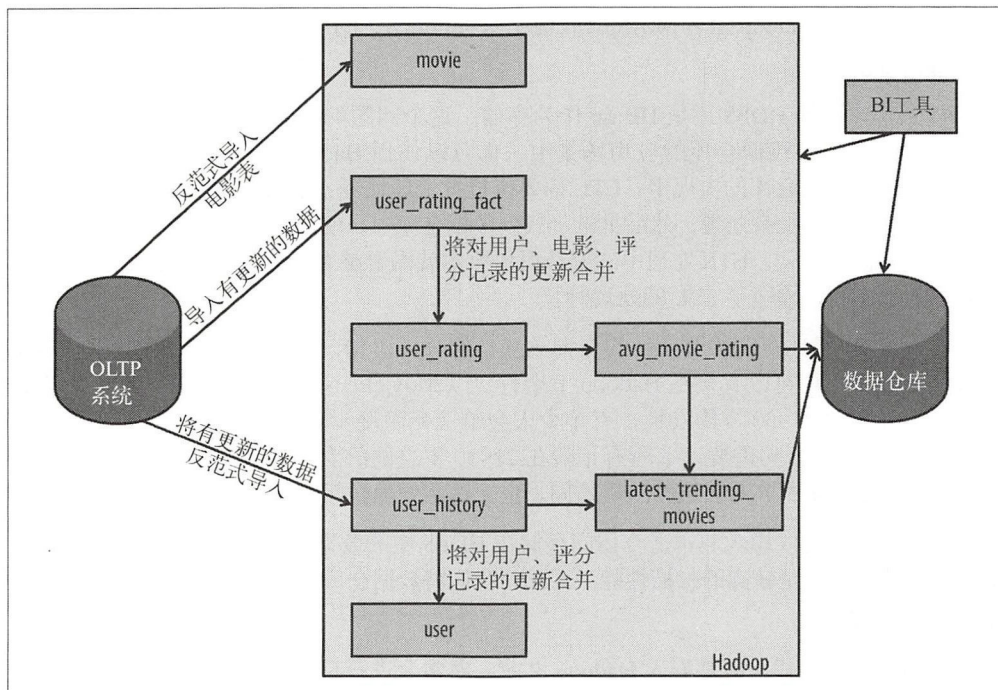 movie
BI工具
反范式导入
电影表
user_rating_fact
导入有更新的数据
将对用户、电影、评
分记录的更新合并
OLTP
系统
user_rating
avg_movie_rating
数据仓库
将有更新的数据
反范式导入
user_history
latest_trending_
movies
将对用户、评分
记录的更新合并
user
Hadoop